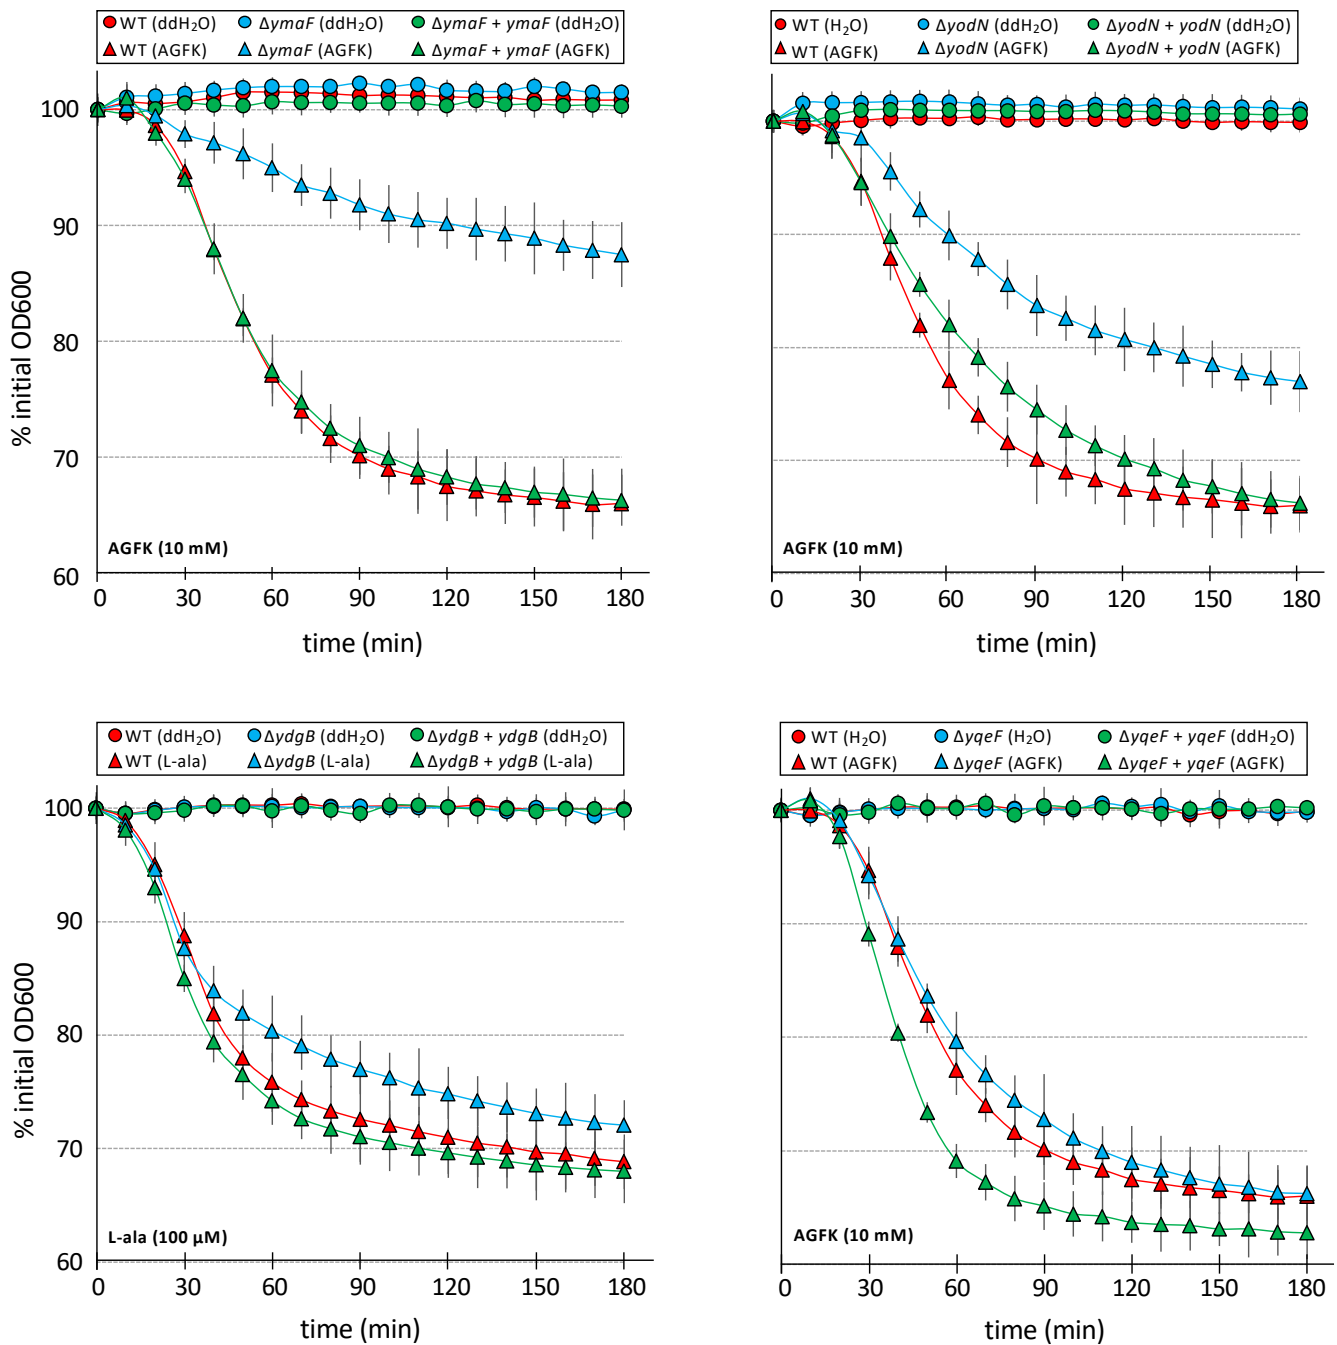 WT (ddH₂O) ΔymaF (ddH₂O) ΔymaF + ymaF (ddH₂O)
WT (AGFK) ΔymaF (AGFK) ΔymaF + ymaF (AGFK)
100
90
80
70
60
% initial OD600
AGFK (10 mM)
0 30 60 90 120 150 180
time (min)
WT (H₂O) ΔyodN (ddH₂O) ΔyodN + yodN (ddH₂O)
WT (AGFK) ΔyodN (AGFK) ΔyodN + yodN (AGFK)
AGFK (10 mM)
0 30 60 90 120 150 180
time (min)
WT (ddH₂O) ΔydgB (ddH₂O) ΔydgB + ydgB (ddH₂O)
WT (L-ala) ΔydgB (L-ala) ΔydgB + ydgB (L-ala)
100
90
80
70
60
% initial OD600
L-ala (100 µM)
0 30 60 90 120 150 180
time (min)
WT (H₂O) ΔyqeF (H₂O) ΔyqeF + yqeF (ddH₂O)
WT (AGFK) ΔyqeF (AGFK) ΔyqeF + yqeF (AGFK)
AGFK (10 mM)
0 30 60 90 120 150 180
time (min)